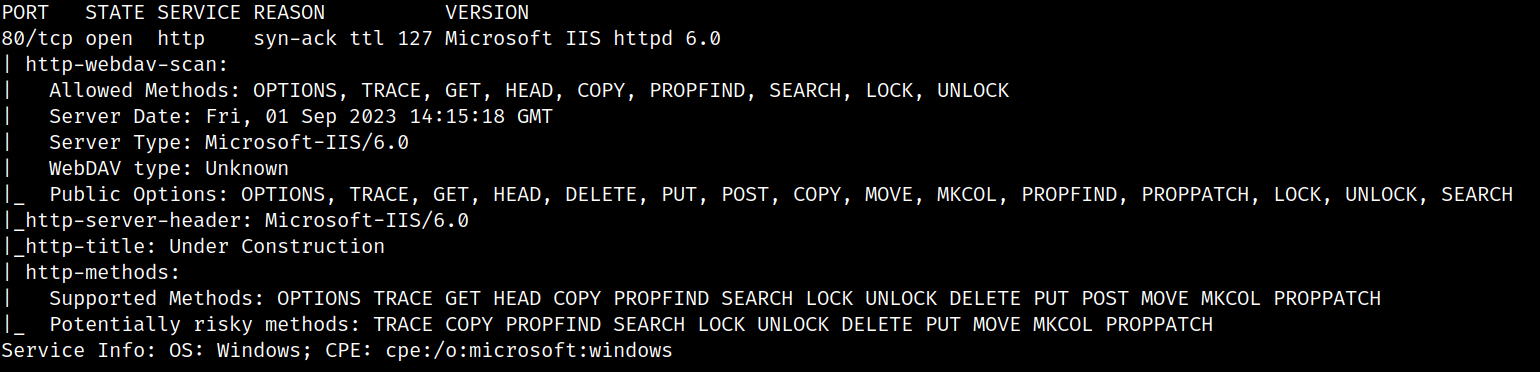 PORT   STATE SERVICE REASON          VERSION
80/tcp open  http    syn-ack ttl 127 Microsoft IIS httpd 6.0
| http-webdav-scan:
|   Allowed Methods: OPTIONS, TRACE, GET, HEAD, COPY, PROPFIND, SEARCH, LOCK, UNLOCK
|   Server Date: Fri, 01 Sep 2023 14:15:18 GMT
|   Server Type: Microsoft-IIS/6.0
|   WebDAV type: Unknown
|_  Public Options: OPTIONS, TRACE, GET, HEAD, DELETE, PUT, POST, COPY, MOVE, MKCOL, PROPFIND, PROPPATCH, LOCK, UNLOCK, SEARCH
|_http-server-header: Microsoft-IIS/6.0
|_http-title: Under Construction
| http-methods:
|   Supported Methods: OPTIONS TRACE GET HEAD COPY PROPFIND SEARCH LOCK UNLOCK DELETE PUT POST MOVE MKCOL PROPPATCH
|_  Potentially risky methods: TRACE COPY PROPFIND SEARCH LOCK UNLOCK DELETE PUT MOVE MKCOL PROPPATCH
Service Info: OS: Windows; CPE: cpe:/o:microsoft:windows